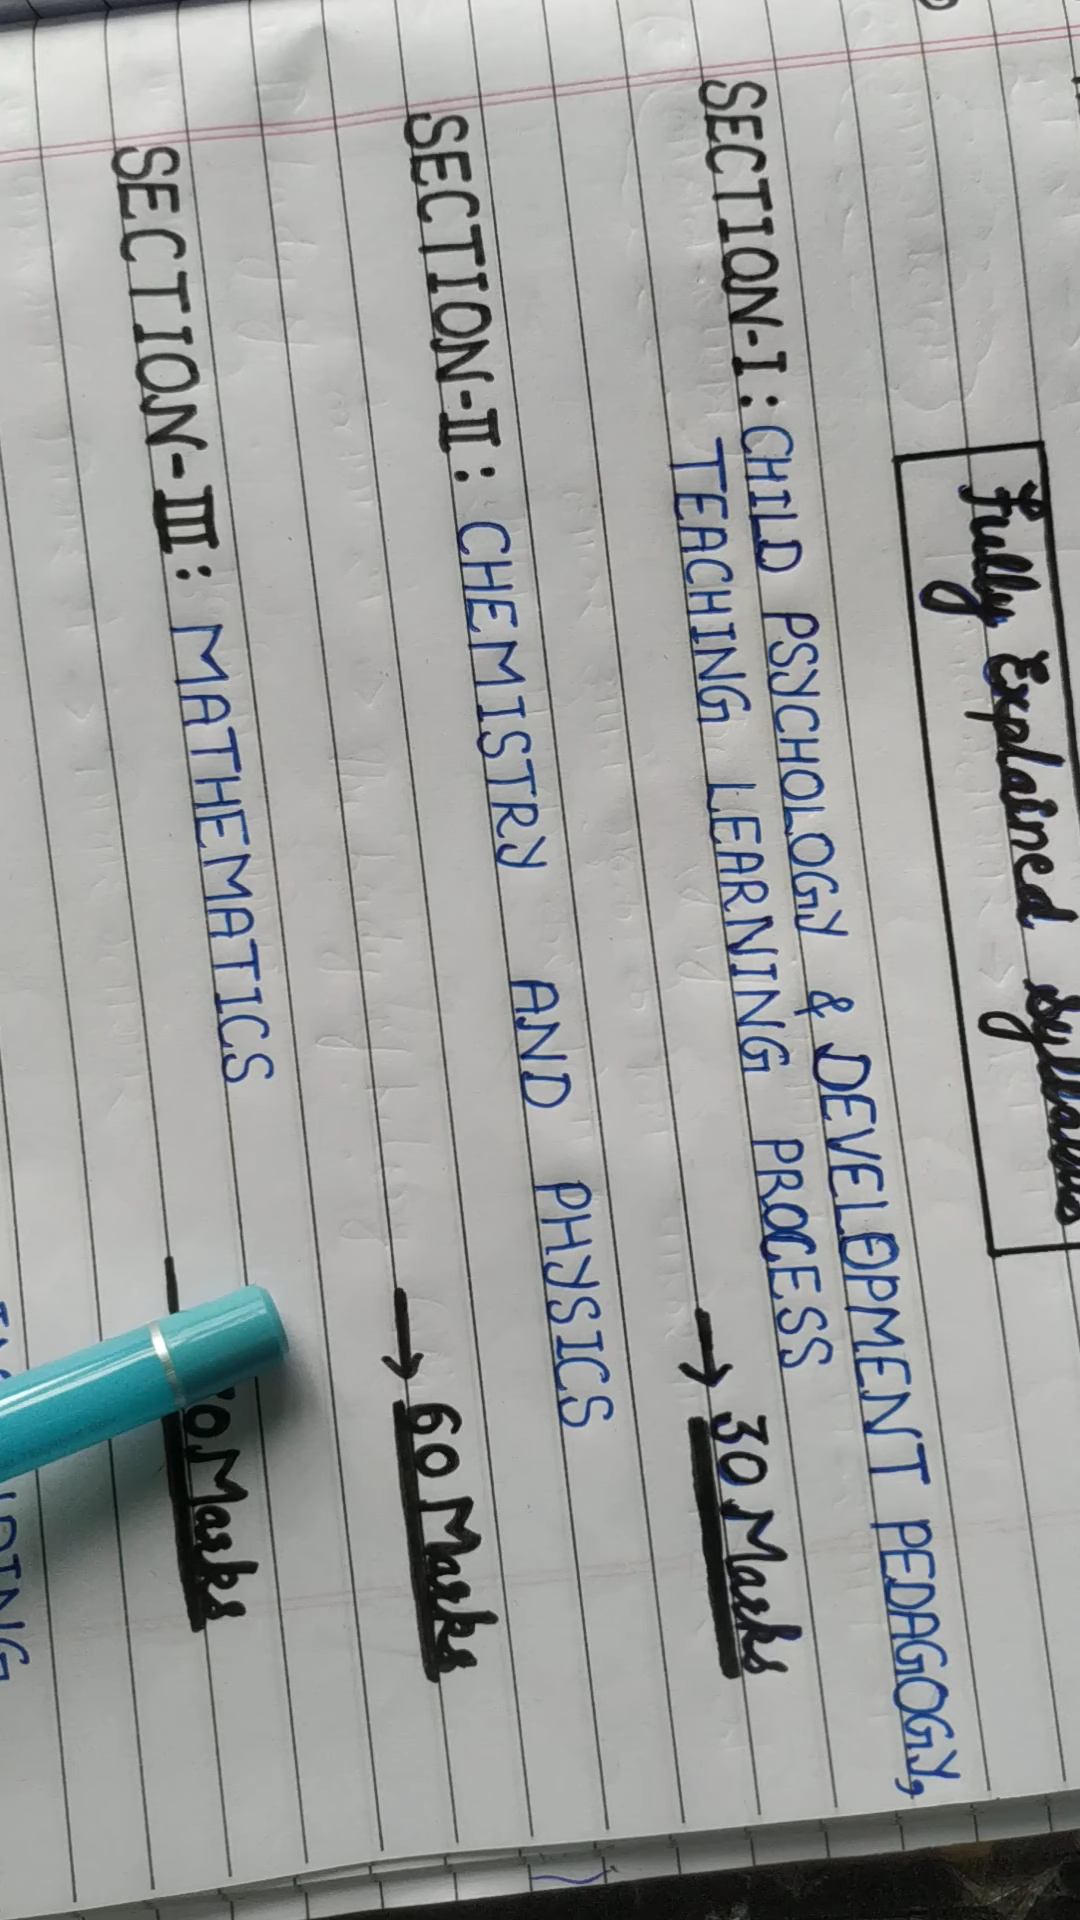 Fully Explained Syllabus
SECTION-I: CHILD PSYCHOLOGY & DEVELOPMENT PEDAGOGY,
TEACHING LEARNING PROCESS
→ 30 Marks
SECTION-II: CHEMISTRY AND PHYSICS
→ 60 Marks
SECTION-III: MATHEMATICS
Marks